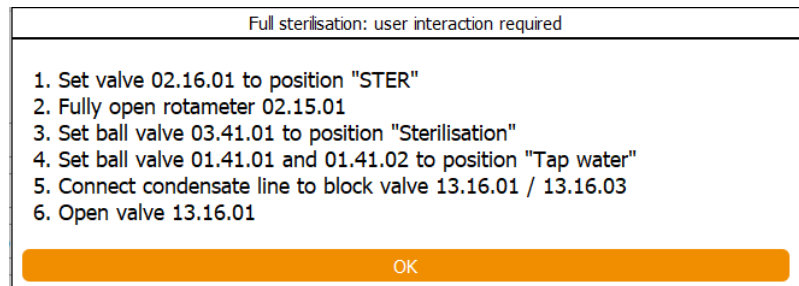 Full sterilisation: user interaction required
1. Set valve 02.16.01 to position "STER"
2. Fully open rotameter 02.15.01
3. Set ball valve 03.41.01 to position "Sterilisation"
4. Set ball valve 01.41.01 and 01.41.02 to position "Tap water"
5. Connect condensate line to block valve 13.16.01 / 13.16.03
6. Open valve 13.16.01
OK